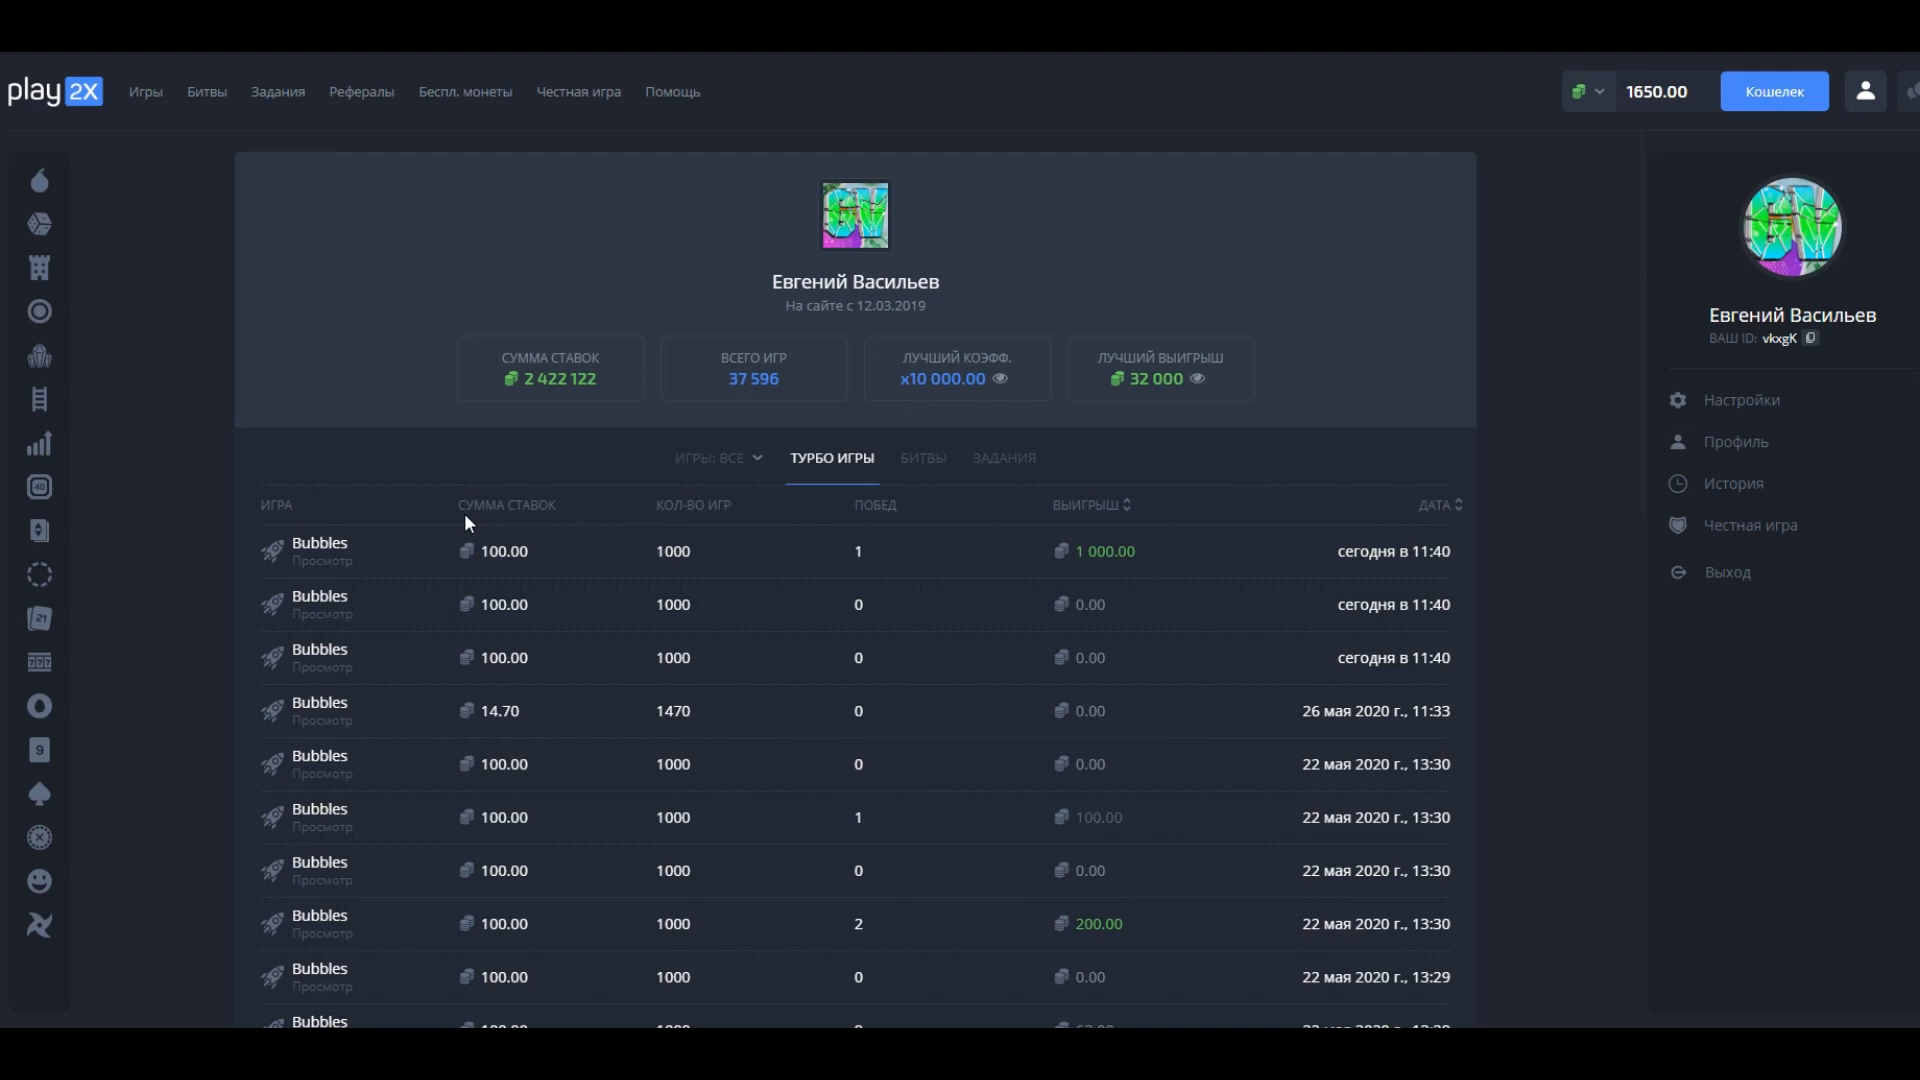 play 2X Игры Битвы Задания Рефералы Беспл. монеты Честная игра Помощь 1650.00 Кошелек
Евгений Васильев
На сайте с 12.03.2019
СУММА СТАВОК ВСЕГО ИГР ЛУЧШИЙ КОЭФФ. ЛУЧШИЙ ВЫИГРЫШ
2 422 122 37 596 x10 000.00 32 000
ИГРЫ: ВСЕ ТУРБО ИГРЫ БИТВЫ ЗАДАНИЯ
ИГРА СУММА СТАВОК КОЛ-ВО ИГР ПОБЕД ВЫИГРЫШ ДАТА
Bubbles 100.00 1000 1 1 000.00 сегодня в 11:40
Просмотр
Bubbles 100.00 1000 0 0.00 сегодня в 11:40
Просмотр
Bubbles 100.00 1000 0 0.00 сегодня в 11:40
Просмотр
Bubbles 14.70 1470 0 0.00 26 мая 2020 г., 11:33
Просмотр
Bubbles 100.00 1000 0 0.00 22 мая 2020 г., 13:30
Просмотр
Bubbles 100.00 1000 1 100.00 22 мая 2020 г., 13:30
Просмотр
Bubbles 100.00 1000 0 0.00 22 мая 2020 г., 13:30
Просмотр
Bubbles 100.00 1000 2 200.00 22 мая 2020 г., 13:30
Просмотр
Bubbles 100.00 1000 0 0.00 22 мая 2020 г., 13:29
Просмотр
Bubbles
Евгений Васильев
ВАШ ID: vkxgK
Настройки
Профиль
История
Честная игра
Выход
40
21
777
9